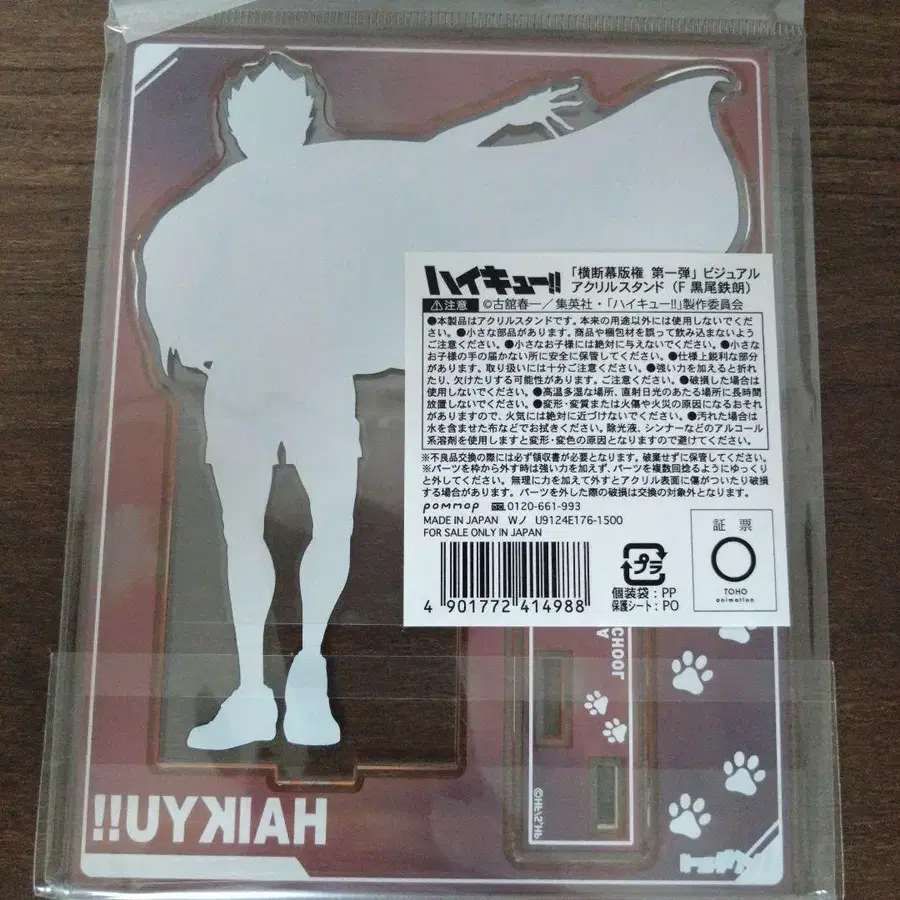 ハイキュー!! 「横断幕版権 第一弾」ビジュアル
アクリルスタンド（F 黒尾鉄朗）
⚠注意 ©古舘春一／集英社・「ハイキュー!!」製作委員会
●本製品はアクリルスタンドです。本来の用途以外には使用しないでくだ
さい。●小さな部品があります。商品や梱包材を誤って飲み込まないよう
ご注意ください。●小さなお子様には絶対に与えないでください。●小さな
お子様の手の届かない所に安全に保管してください。●仕様上鋭利な部分
があります。取り扱いには十分ご注意ください。●強い力を加えると折れ
たり、欠けたりする可能性があります。ご注意ください。●破損した場合は
使用しないでください。●高温多湿な場所、直射日光のあたる場所に長時間
放置しないでください。●変形・変質または火傷や火災の原因になるおそれ
がありますので、火気には絶対に近づけないでください。●汚れた場合は
水を含ませた布などでお拭きください。除光液、シンナーなどのアルコール
系溶剤を使用しますと変形・変色の原因となりますので避けてください。
※不良品交換の際には必ず領収書が必要となります。破棄せずに保管してください。
※パーツを枠から外す時は強い力を加えず、パーツを複数回捻るようにゆっくり
と外してください。無理に力を加えて外すとアクリル表面に傷がついたり破損
する場合があります。パーツを外した際の破損は交換の対象外となります。
pommop 0120-661-993
MADE IN JAPAN Wノ U9124E176-1500
FOR SALE ONLY IN JAPAN
4 901772 414988
プラ
個装袋：PP
保護シート：PO
証票
TOHO
animation
HAIKYU!!